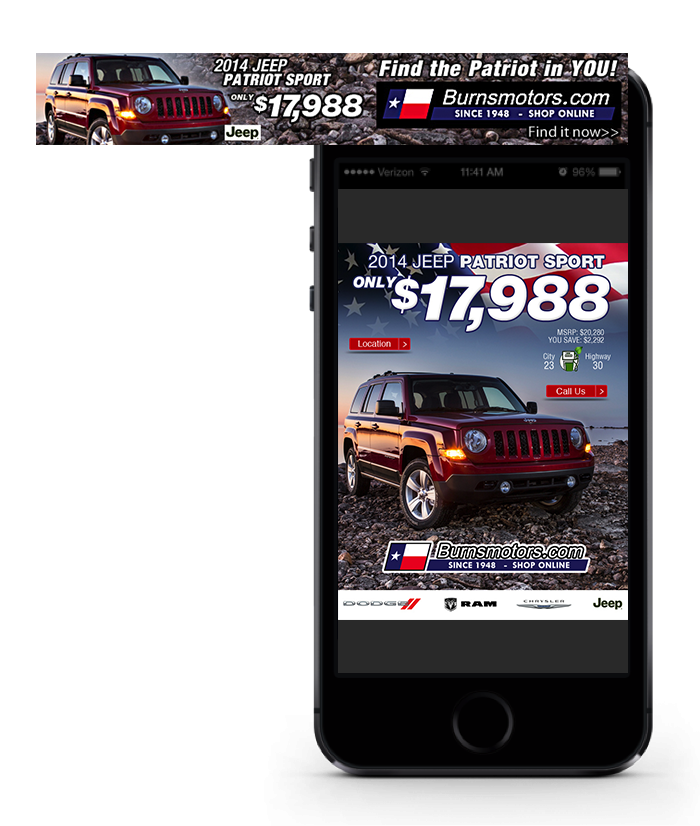 2014 JEEP
PATRIOT SPORT
ONLY $17,988
Jeep
Find the Patriot in YOU!
Burnsmotors.com
SINCE 1948 - SHOP ONLINE
Find it now>>
Verizon 11:41 AM 96%
2014 JEEP PATRIOT SPORT
ONLY $17,988
MSRP: $20,280
YOU SAVE: $2,292
Location >
City 23 Highway 30
Call Us >
Burnsmotors.com
SINCE 1948 - SHOP ONLINE
DODGE RAM CHRYSLER Jeep